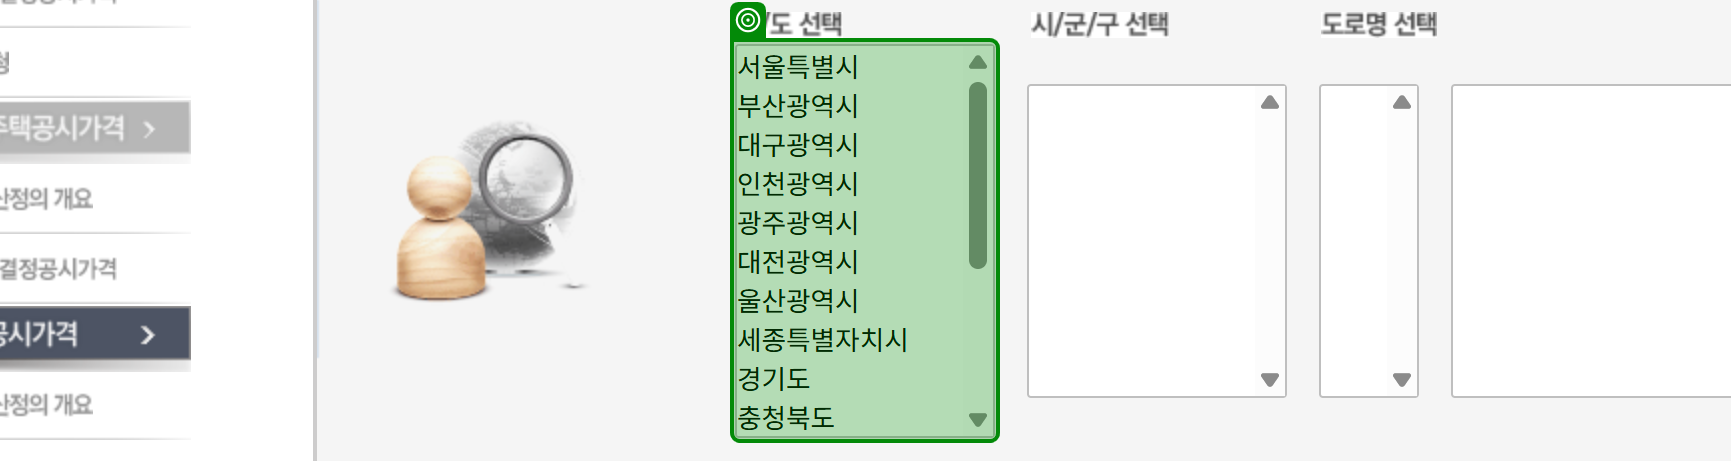 청
주택공시가격
산정의 개요
결정공시가격
공시가격
산정의 개요
/도 선택
시/군/구 선택
도로명 선택
서울특별시
부산광역시
대구광역시
인천광역시
광주광역시
대전광역시
울산광역시
세종특별자치시
경기도
충청북도